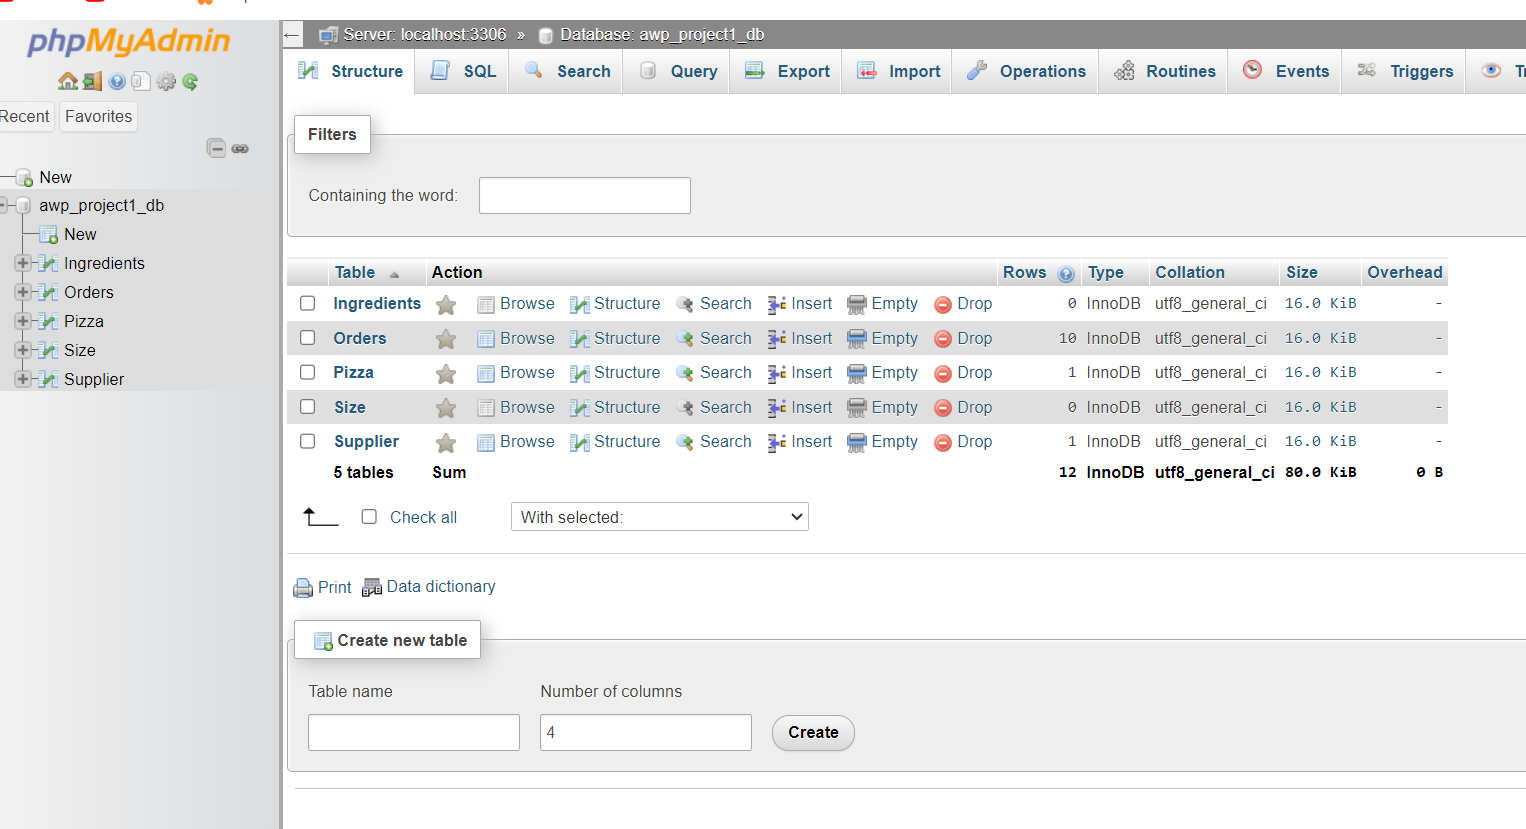 phpMyAdmin
Recent Favorites
New
awp_project1_db
New
Ingredients
Orders
Pizza
Size
Supplier
Server: localhost:3306 » Database: awp_project1_db
Structure SQL Search Query Export Import Operations Routines Events Triggers
Filters
Containing the word:
Table Action Rows Type Collation Size Overhead
Ingredients Browse Structure Search Insert Empty Drop 0 InnoDB utf8_general_ci 16.0 KiB -
Orders Browse Structure Search Insert Empty Drop 10 InnoDB utf8_general_ci 16.0 KiB -
Pizza Browse Structure Search Insert Empty Drop 1 InnoDB utf8_general_ci 16.0 KiB -
Size Browse Structure Search Insert Empty Drop 0 InnoDB utf8_general_ci 16.0 KiB -
Supplier Browse Structure Search Insert Empty Drop 1 InnoDB utf8_general_ci 16.0 KiB -
5 tables Sum 12 InnoDB utf8_general_ci 80.0 KiB 0 B
Check all With selected:
Print Data dictionary
Create new table
Table name Number of columns
4 Create